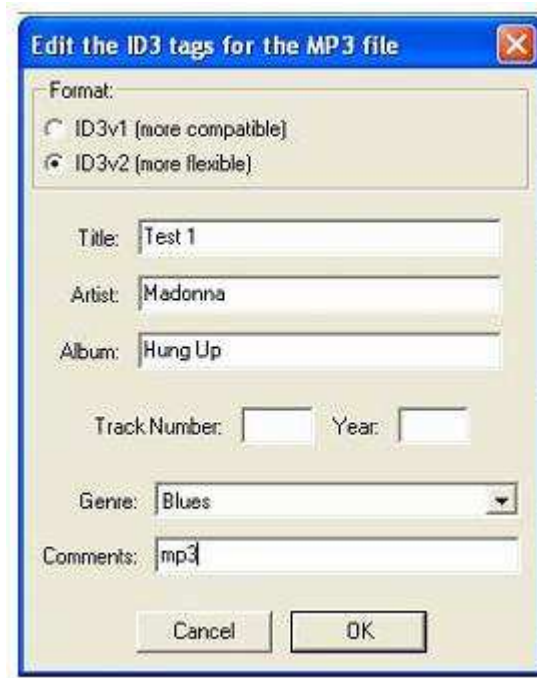 Edit the ID3 tags for the MP3 file
Format:
ID3v1 (more compatible)
ID3v2 (more flexible)
Title: Test 1
Artist: Madonna
Album: Hung Up
Track Number: Year:
Genre: Blues
Comments: mp3
Cancel OK